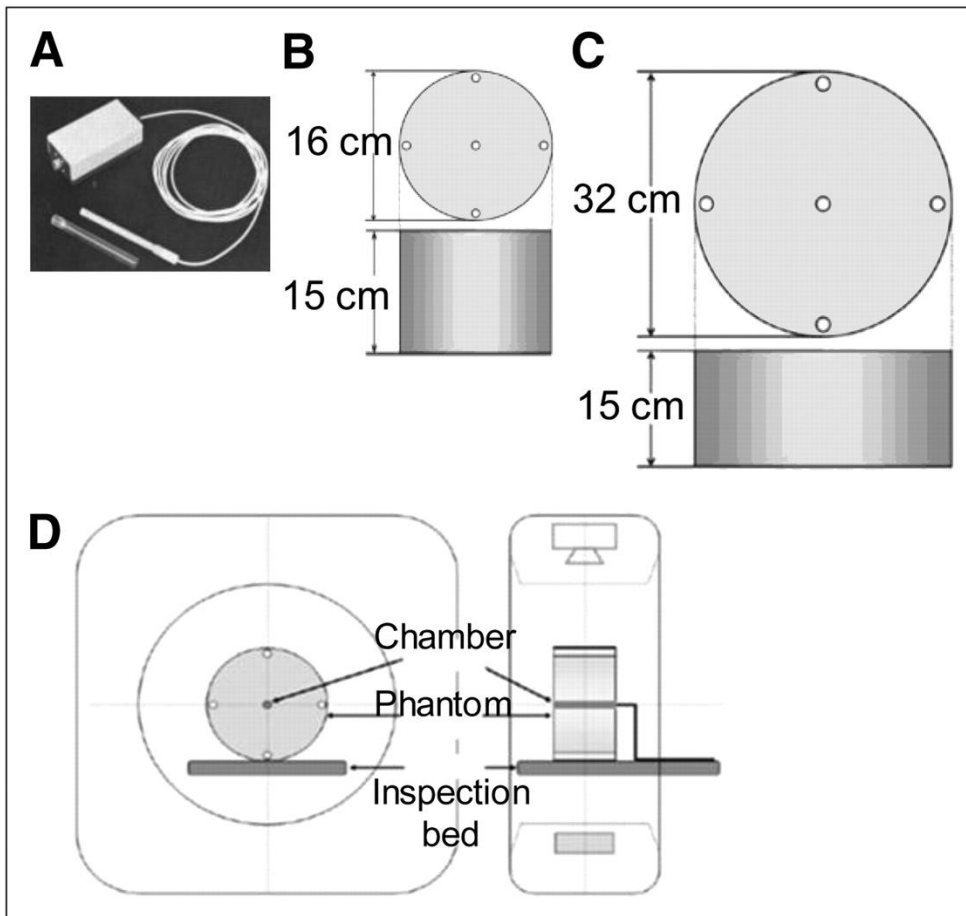 A
B
C
16 cm
32 cm
15 cm
15 cm
D
Chamber
Phantom
Inspection
bed